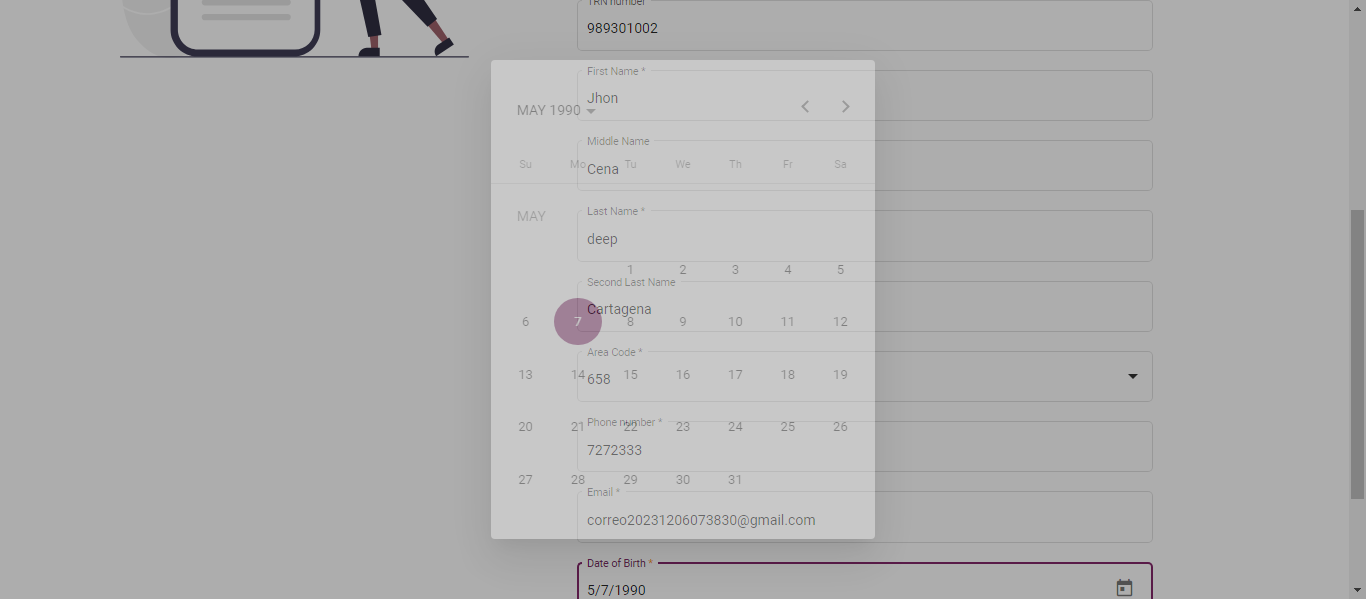 TRN number
989301002
First Name *
Jhon
MAY 1990
Middle Name
Cena
Su Mo Tu We Th Fr Sa
MAY
Last Name *
deep
1 2 3 4 5
Second Last Name
Cartagena
6 7 8 9 10 11 12
Area Code *
658
13 14 15 16 17 18 19
Phone number *
7272333
20 21 22 23 24 25 26
27 28 29 30 31
Email *
correo20231206073830@gmail.com
Date of Birth *
5/7/1990